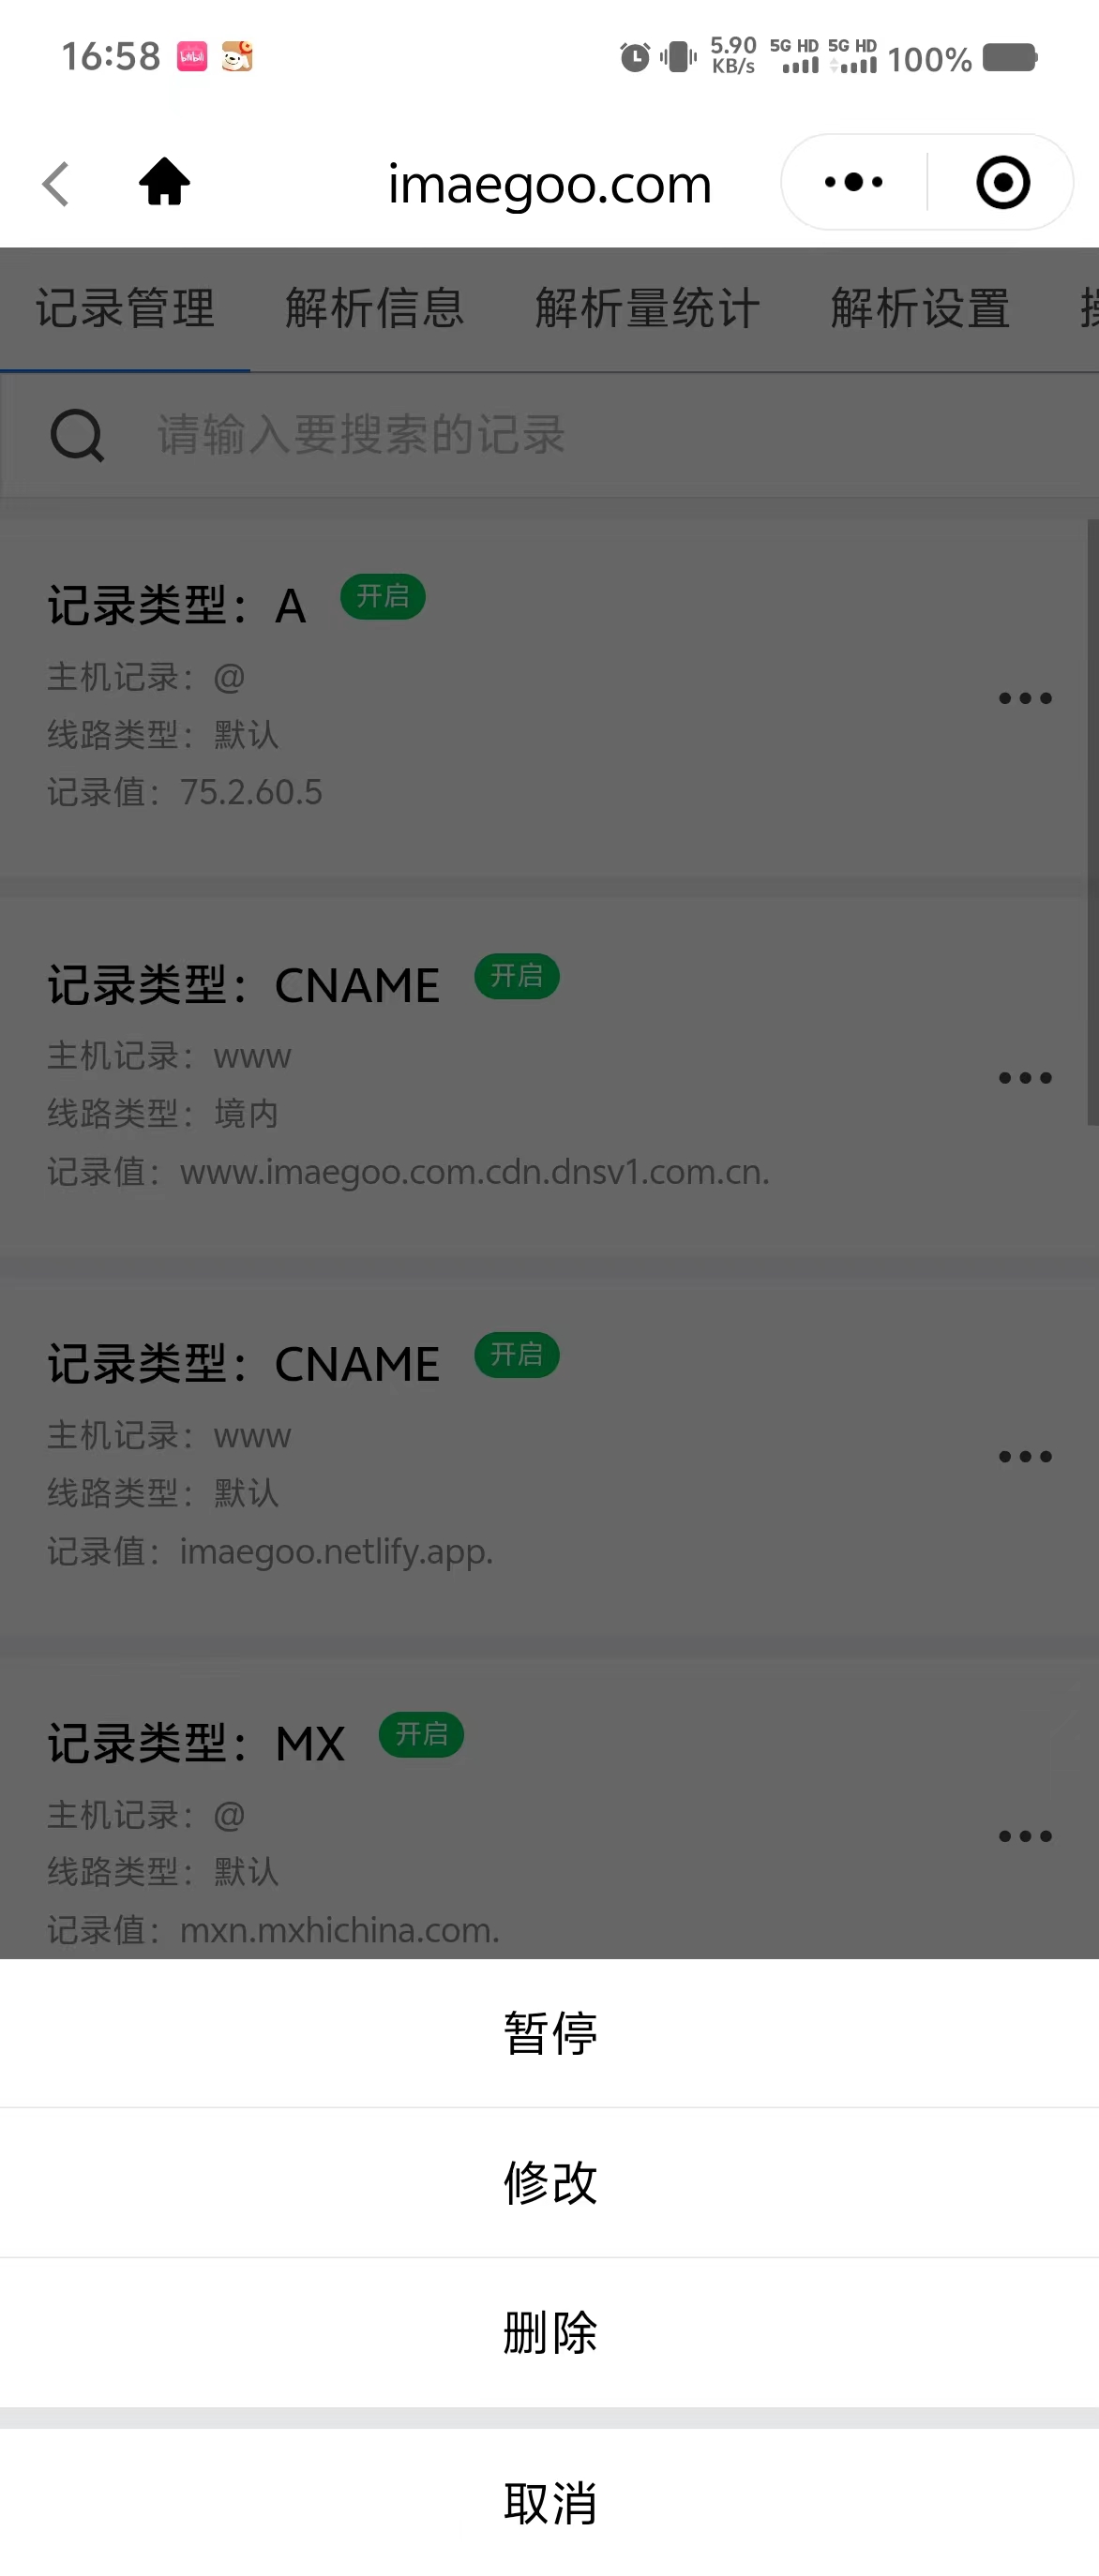 16:58
5.90 KB/s 5G HD 5G HD 100%
imaegoo.com
记录管理 解析信息 解析量统计 解析设置
请输入要搜索的记录
记录类型：A 开启
主机记录：@
线路类型：默认
记录值：75.2.60.5
记录类型：CNAME 开启
主机记录：www
线路类型：境内
记录值：www.imaegoo.com.cdn.dnsv1.com.cn.
记录类型：CNAME 开启
主机记录：www
线路类型：默认
记录值：imaegoo.netlify.app.
记录类型：MX 开启
主机记录：@
线路类型：默认
记录值：mxn.mxhichina.com.
暂停
修改
删除
取消